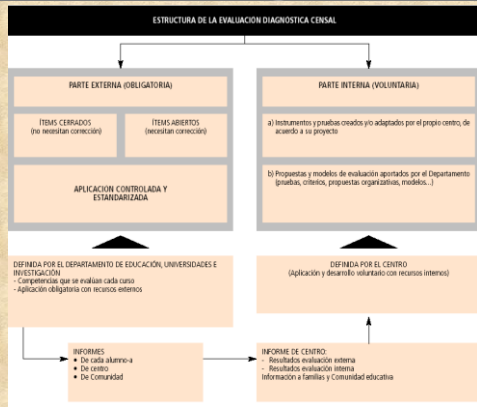 ESTRUCTURA DE LA EVALUACIÓN DIAGNOSTICA CENSAL
PARTE EXTERNA (OBLIGATORIA)
ÍTEMS CERRADOS
(no necesitan corrección)
ÍTEMS ABIERTOS
(necesitan corrección)
APLICACION CONTROLADA Y
ESTANDARIZADA
PARTE INTERNA (VOLUNTARIA)
a) Instrumentos y pruebas creados y/o adaptados por el propio centro, de
acuerdo a su proyecto
b) Propuestas y modelos de evaluación aportados por el Departamento
(pruebas, criterios, propuestas organizativas, modelos...)
DEFINIDA POR EL DEPARTAMENTO DE EDUCACIÓN, UNIVERSIDADES E
INVESTIGACIÓN
- Competencias que se evalúan cada curso
- Aplicación obligatoria con recursos externos
DEFINIDA POR EL CENTRO
(Aplicación y desarrollo voluntario con recursos internos)
INFORMES
• De cada alumno-a
• De centro
• De Comunidad
INFORME DE CENTRO:
- Resultados evaluación externa
- Resultados evaluación interna
Información a familias y Comunidad educativa